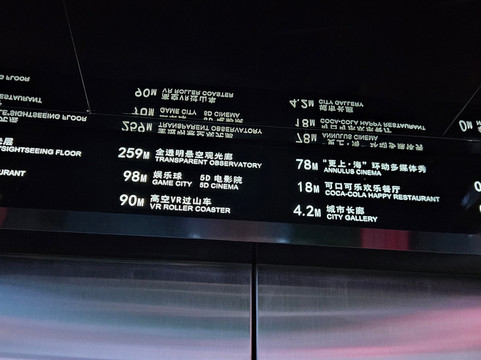 259M 全透明悬空观光廊
TRANSPARENT OBSERVATORY
98M 娱乐球 5D 电影院
GAME CITY 5D CINEMA
90M 高空VR过山车
VR ROLLER COASTER
78M "更上·海"环动多媒体秀
ANNULUS CINEMA
18M 可口可乐欢乐餐厅
COCA-COLA HAPPY RESTAURANT
4.2M 城市长廊
CITY GALLERY
SIGHTSEEING FLOOR
URANT